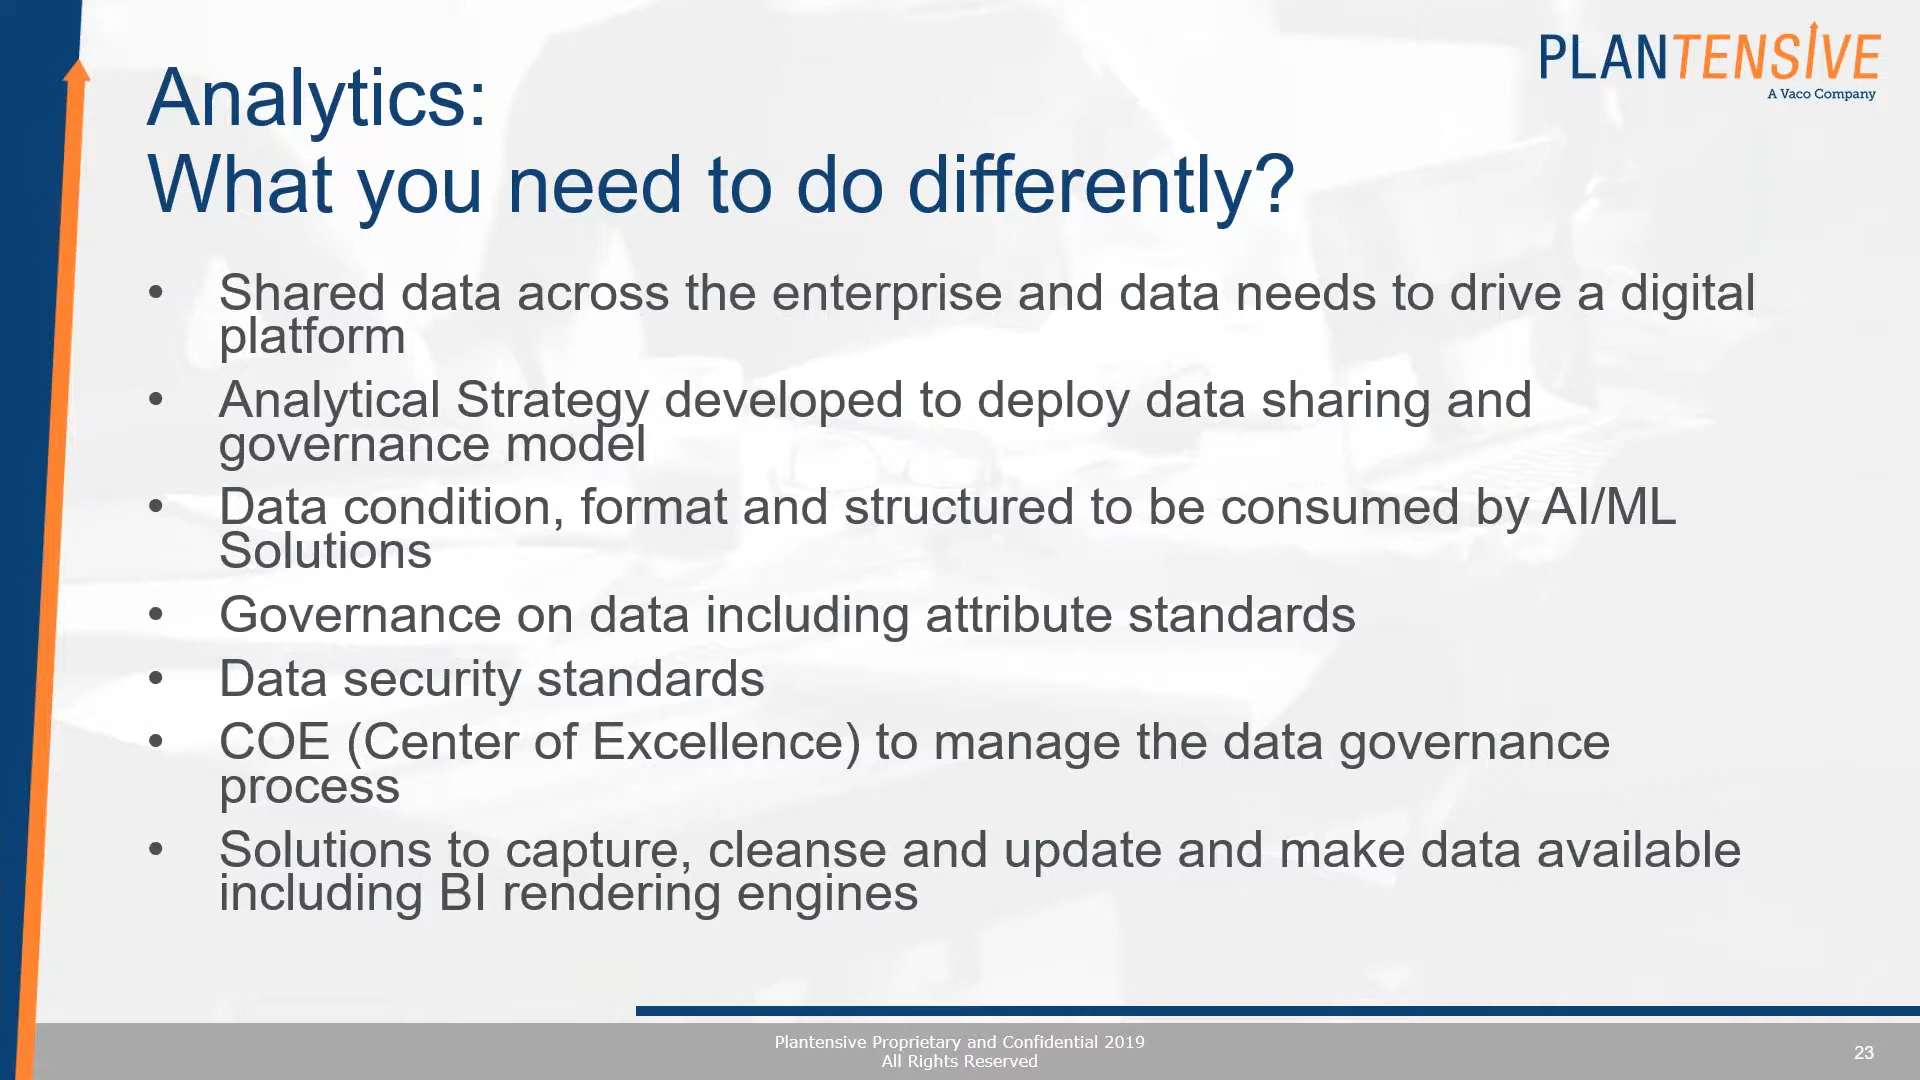 PLANTENSIVE
A Vaco Company
Analytics:
What you need to do differently?
• Shared data across the enterprise and data needs to drive a digital
platform
• Analytical Strategy developed to deploy data sharing and
governance model
• Data condition, format and structured to be consumed by AI/ML
Solutions
• Governance on data including attribute standards
• Data security standards
• COE (Center of Excellence) to manage the data governance
process
• Solutions to capture, cleanse and update and make data available
including BI rendering engines
Plantensive Proprietary and Confidential 2019
All Rights Reserved
23